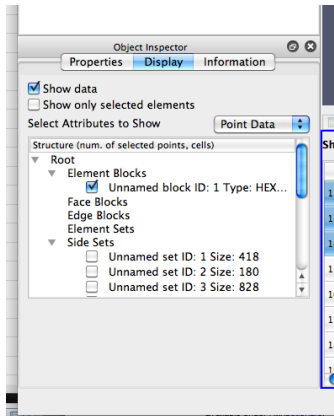 Object Inspector
Properties Display Information
Show data
Show only selected elements
Select Attributes to Show Point Data
Structure (num. of selected points, cells)
Root
Element Blocks
Unnamed block ID: 1 Type: HEX...
Face Blocks
Edge Blocks
Element Sets
Side Sets
Unnamed set ID: 1 Size: 418
Unnamed set ID: 2 Size: 180
Unnamed set ID: 3 Size: 828